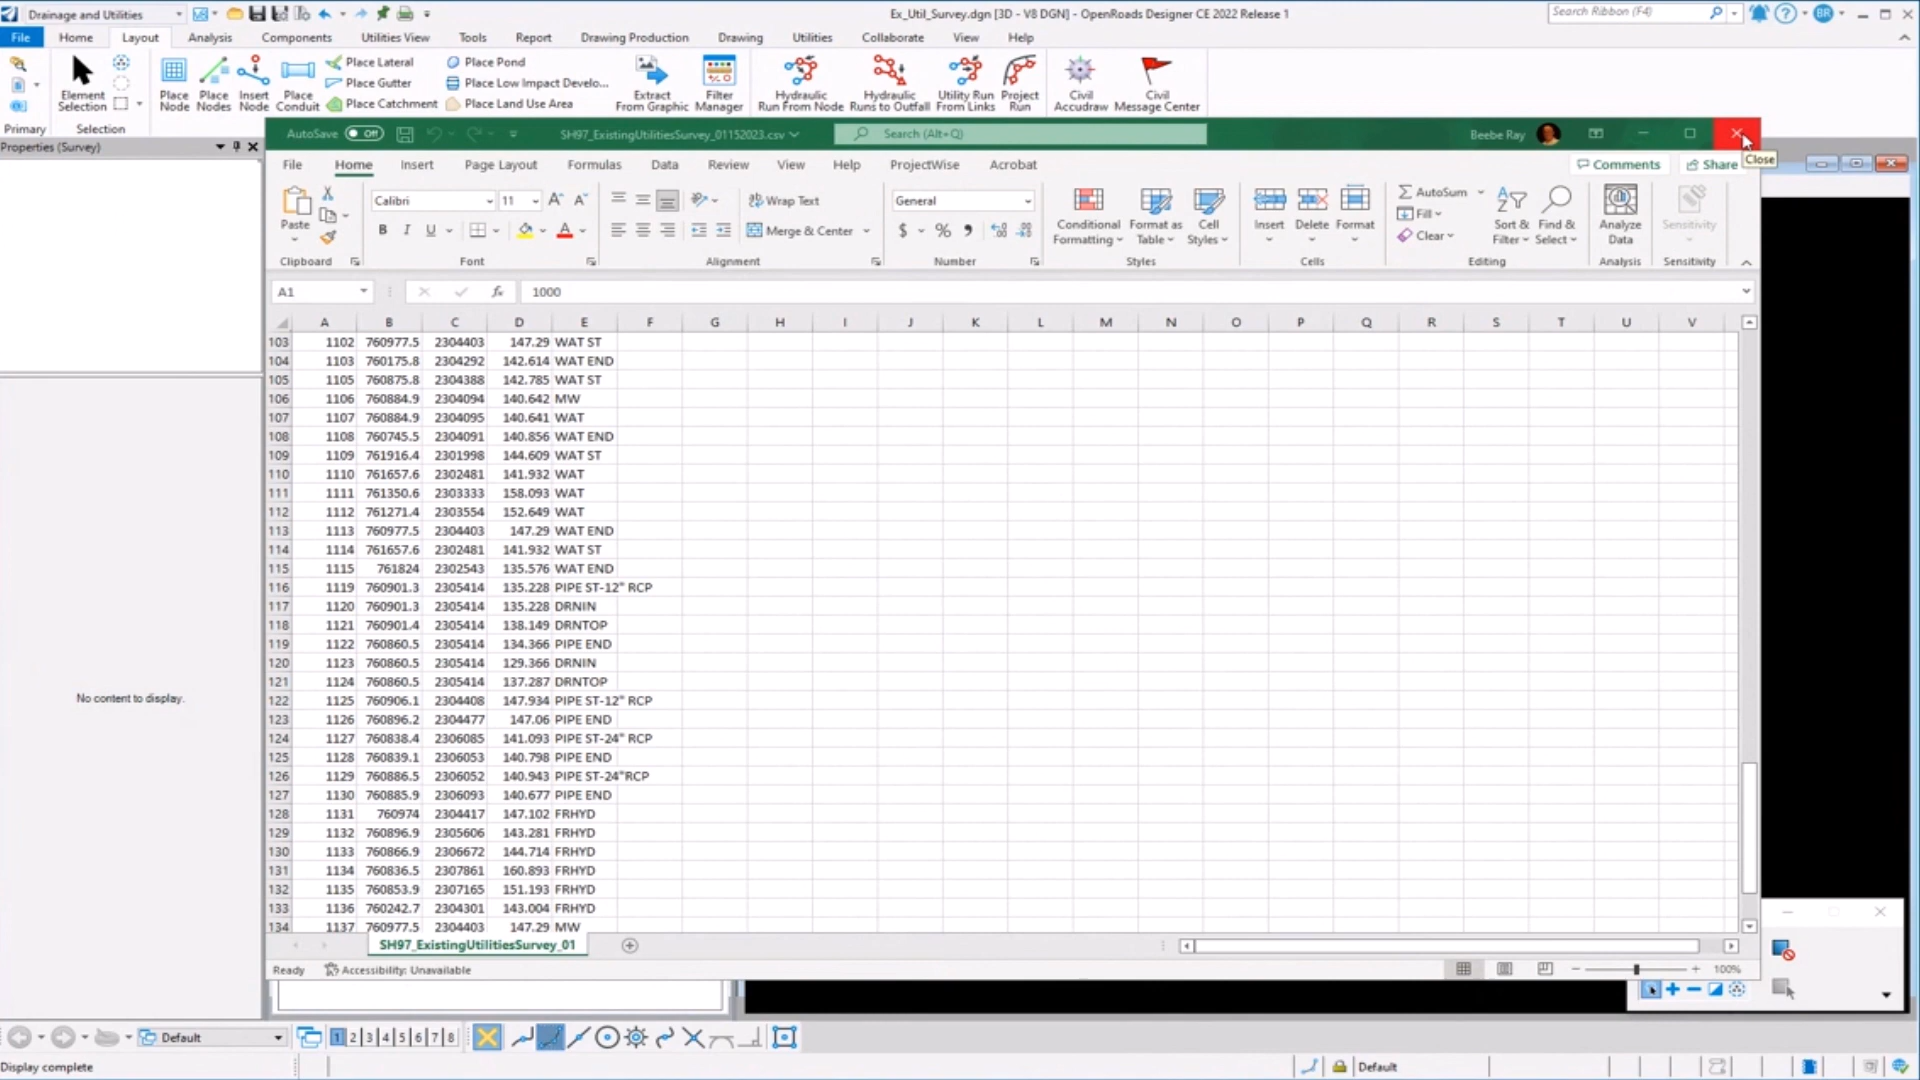 Drainage and Utilities
Ex_Util_Survey.dgn [3D - V8 DGN] - OpenRoads Designer CE 2022 Release 1
Search Ribbon (F4)
BR
File Home Layout Analysis Components Utilities View Tools Report Drawing Production Drawing Utilities Collaborate View Help
Element Selection
Place Node
Place Nodes
Insert Node
Place Conduit
Place Lateral
Place Gutter
Place Catchment
Place Pond
Place Low Impact Develo...
Place Land Use Area
Extract From Graphic
Filter Manager
Hydraulic Run From Node
Hydraulic Runs to Outfall
Utility Run From Links
Project Run
Civil Accudraw
Civil Message Center
Primary
Selection
Properties (Survey)
AutoSave Off
SH97_ExistingUtilitiesSurvey_01152023.csv
Search (Alt+Q)
Beebe Ray
Close
File Home Insert Page Layout Formulas Data Review View Help ProjectWise Acrobat
Comments
Share
Paste
Calibri 11
B I U
Wrap Text
Merge & Center
General
$ %
Conditional Formatting
Format as Table
Cell Styles
Insert
Delete
Format
AutoSum
Fill
Clear
Sort & Filter
Find & Select
Analyze Data
Sensitivity
Clipboard Font Alignment Number Styles Cells Editing Analysis Sensitivity
A1 fx 1000
A B C D E F G H I J K L M N O P Q R S T U V
103 1102 760977.5 2304403 147.29 WAT ST
104 1103 760175.8 2304292 142.614 WAT END
105 1105 760875.8 2304388 142.785 WAT ST
106 1106 760884.9 2304094 140.642 MW
107 1107 760884.9 2304095 140.641 WAT
108 1108 760745.5 2304091 140.856 WAT END
109 1109 761916.4 2301998 144.609 WAT ST
110 1110 761657.6 2302481 141.932 WAT
111 1111 761350.6 2303333 158.093 WAT
112 1112 761271.4 2303554 152.649 WAT
113 1113 760977.5 2304403 147.29 WAT END
114 1114 761657.6 2302481 141.932 WAT ST
115 1115 761824 2302543 135.576 WAT END
116 1119 760901.3 2305414 135.228 PIPE ST-12" RCP
117 1120 760901.3 2305414 135.228 DRNIN
118 1121 760901.4 2305414 138.149 DRNTOP
119 1122 760860.5 2305414 134.366 PIPE END
120 1123 760860.5 2305414 129.366 DRNIN
121 1124 760860.5 2305414 137.287 DRNTOP
122 1125 760906.1 2304408 147.934 PIPE ST-12" RCP
123 1126 760896.2 2304477 147.06 PIPE END
124 1127 760838.4 2306085 141.093 PIPE ST-24" RCP
125 1128 760839.1 2306053 140.798 PIPE END
126 1129 760886.5 2306052 140.943 PIPE ST-24"RCP
127 1130 760885.9 2306093 140.677 PIPE END
128 1131 760974 2304417 147.102 FRHYD
129 1132 760896.9 2305606 143.281 FRHYD
130 1133 760866.9 2306672 144.714 FRHYD
131 1134 760836.5 2307861 160.893 FRHYD
132 1135 760853.9 2307165 151.193 FRHYD
133 1136 760242.7 2304301 143.004 FRHYD
134 1137 760977.5 2304403 147.29 MW
No content to display.
SH97_ExistingUtilitiesSurvey_01
Ready Accessibility: Unavailable
100%
Default
1 2 3 4 5 6 7 8
Display complete
Default